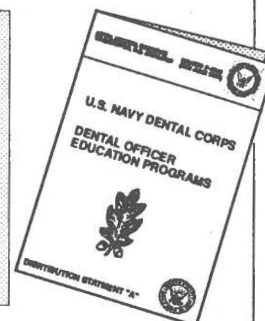 U.S. NAVY DENTAL CORPS
DENTAL OFFICER
EDUCATION PROGRAMS
DISTRIBUTION STATEMENT "A"